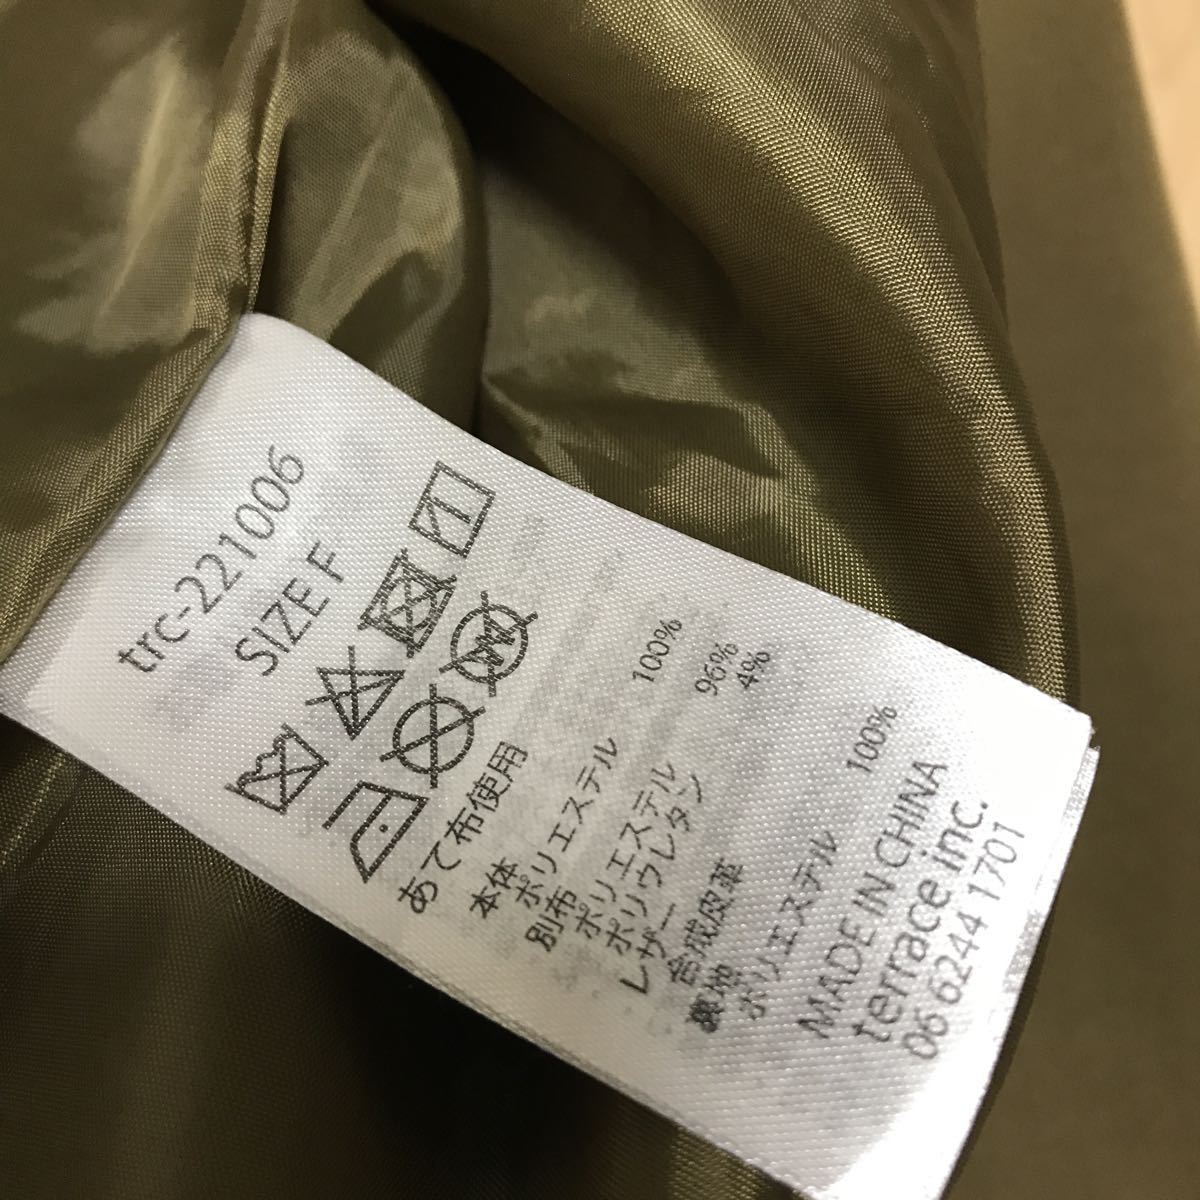 trc-221006
SIZE F
あて布使用
本体
ポリエステル 100%
別布
ポリエステル 96%
ポリウレタン 4%
レザー
合成皮革
裏地
ポリエステル 100%
MADE IN CHINA
terrace inc.
06 6244 1701